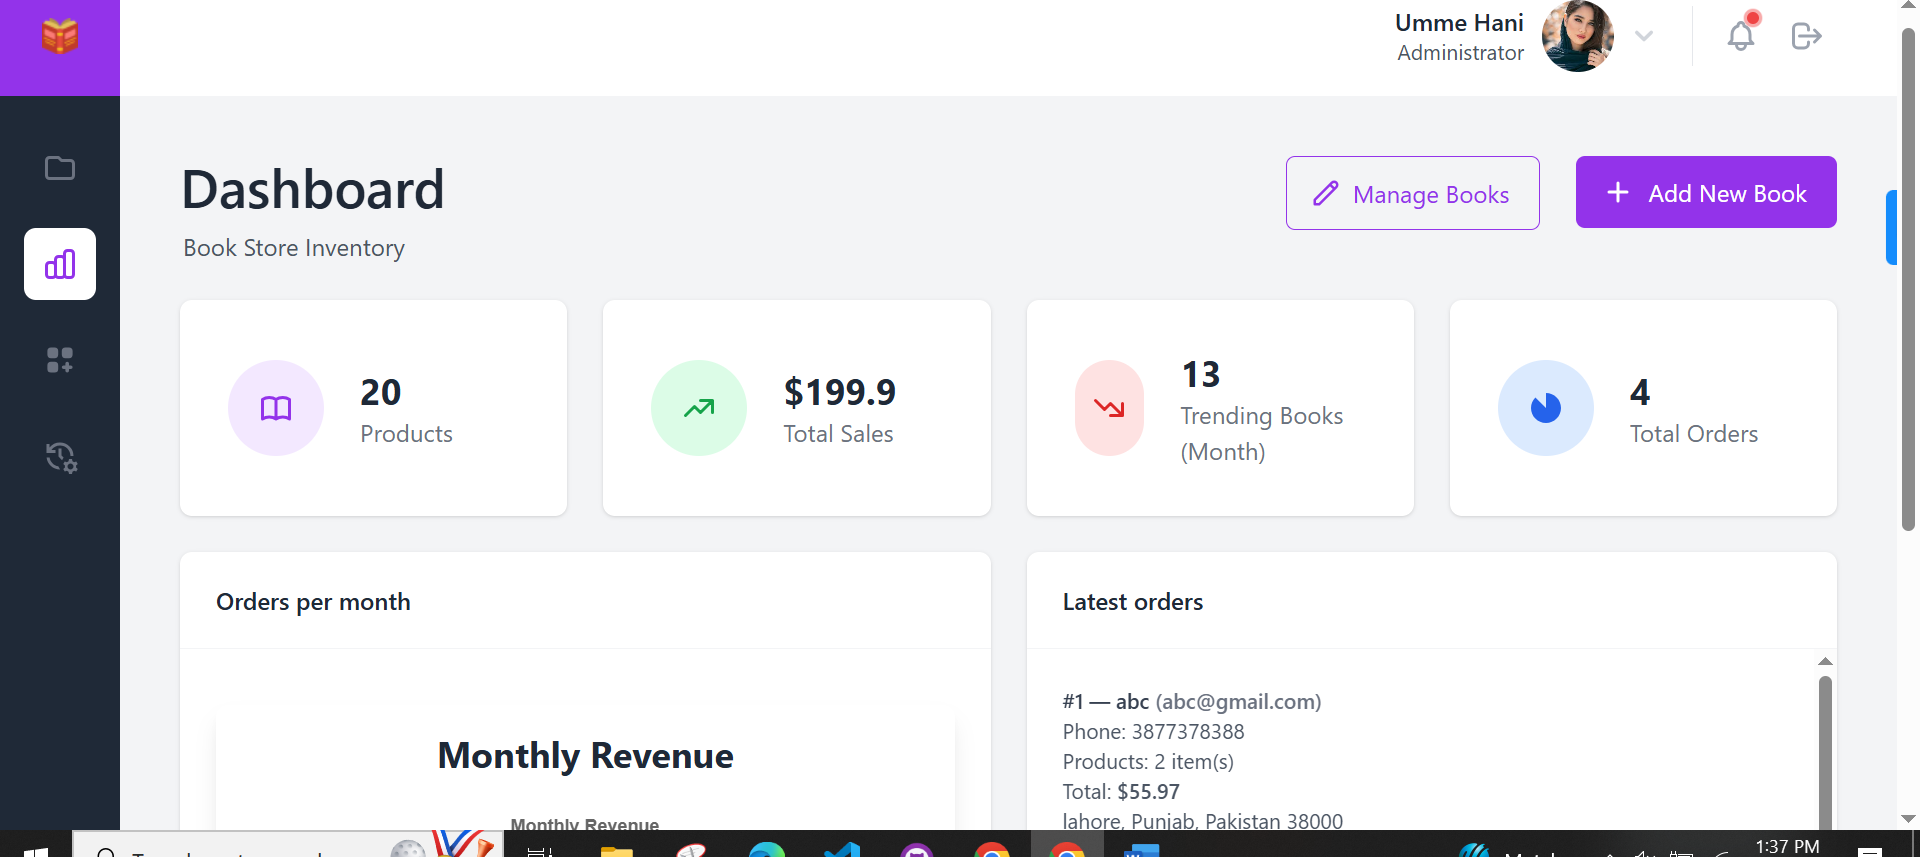 Umme Hani
Administrator
Dashboard
Book Store Inventory
Manage Books
Add New Book
20
Products
$199.9
Total Sales
13
Trending Books
(Month)
4
Total Orders
Orders per month
Monthly Revenue
Monthly Revenue
Latest orders
#1 — abc (abc@gmail.com)
Phone: 3877378388
Products: 2 item(s)
Total: $55.97
lahore, Punjab, Pakistan 38000
1:37 PM